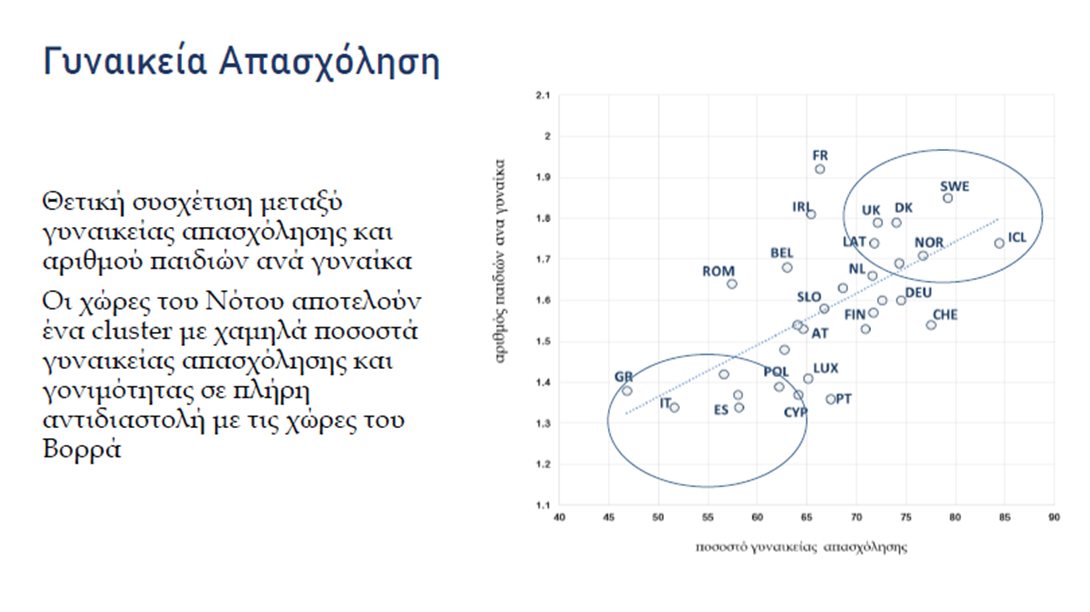 Γυναικεία Απασχόληση
Θετική συσχέτιση μεταξύ
γυναικείας απασχόλησης και
αριθμού παιδιών ανά γυναίκα
Οι χώρες του Νότου αποτελούν
ένα cluster με χαμηλά ποσοστά
γυναικείας απασχόλησης και
γονιμότητας σε πλήρη
αντιδιαστολή με τις χώρες του
Βορρά
αριθμός παιδιών ανα γυναίκα
2.1
2
1.9
1.8
1.7
1.6
1.5
1.4
1.3
1.2
1.1
FR
SWE
IRL
UK
DK
LAT
NOR
ICL
BEL
NL
ROM
SLO
DEU
FIN
CHE
AT
GR
POL
LUX
IT
ES
CYP
PT
40
45
50
55
60
65
70
75
80
85
90
ποσοστό γυναικείας απασχόλησης